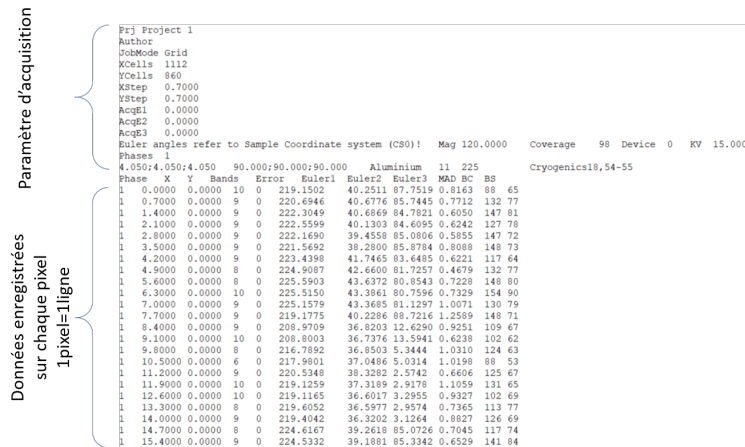 Paramètre d'acquisition
Prj Project 1
Author
JobMode Grid
XCells 1112
YCells 860
XStep 0.7000
YStep 0.7000
AcqE1 0.0000
AcqE2 0.0000
AcqE3 0.0000
Euler angles refer to Sample Coordinate system (CS0)! Mag 120.0000 Coverage 98 Device 0 KV 15.000
Phases 1
4.050;4.050;4.050 90.000;90.000;90.000 Aluminium 11 225 Cryogenics18,54-55
Données enregistrées
sur chaque pixel
1pixel=1ligne
Phase X Y Bands Error Euler1 Euler2 Euler3 MAD BC BS
1 0.0000 0.0000 10 0 219.1502 40.2511 87.7519 0.8163 88 65
1 0.7000 0.0000 9 0 220.6946 40.6776 85.7445 0.7712 132 77
1 1.4000 0.0000 9 0 222.3049 40.6869 84.7821 0.6050 147 81
1 2.1000 0.0000 9 0 222.5599 40.1303 84.6095 0.6242 127 78
1 2.8000 0.0000 9 0 222.1690 39.4558 85.0806 0.5855 147 72
1 3.5000 0.0000 9 0 221.5692 38.2800 85.8784 0.8088 148 73
1 4.2000 0.0000 9 0 223.4398 41.7465 83.6485 0.6221 117 64
1 4.9000 0.0000 8 0 224.9087 42.6600 81.7257 0.4679 132 77
1 5.6000 0.0000 8 0 225.5903 43.6372 80.8543 0.7228 148 80
1 6.3000 0.0000 10 0 225.5150 43.3861 80.7596 0.7329 154 90
1 7.0000 0.0000 9 0 225.1579 43.3685 81.1297 1.0071 130 79
1 7.7000 0.0000 9 0 219.1775 40.2286 88.7216 1.2589 148 71
1 8.4000 0.0000 9 0 208.9709 36.8203 12.6290 0.9251 109 67
1 9.1000 0.0000 10 0 208.8003 36.7376 13.5941 0.6238 102 62
1 9.8000 0.0000 8 0 216.7892 36.8503 5.3444 1.0310 124 63
1 10.5000 0.0000 6 0 217.9801 37.0486 5.0314 1.0198 88 53
1 11.2000 0.0000 9 0 220.5348 38.3282 2.5742 0.6606 125 67
1 11.9000 0.0000 10 0 219.1259 37.3189 2.9178 1.1059 131 65
1 12.6000 0.0000 10 0 219.1165 36.6017 3.2955 0.9327 102 69
1 13.3000 0.0000 8 0 219.6052 36.5977 2.9574 0.7365 113 77
1 14.0000 0.0000 9 0 219.4042 36.3202 3.1264 0.8827 126 69
1 14.7000 0.0000 8 0 224.6167 39.2618 85.0726 0.7045 117 74
1 15.4000 0.0000 9 0 224.5332 39.1881 85.3342 0.6529 141 84